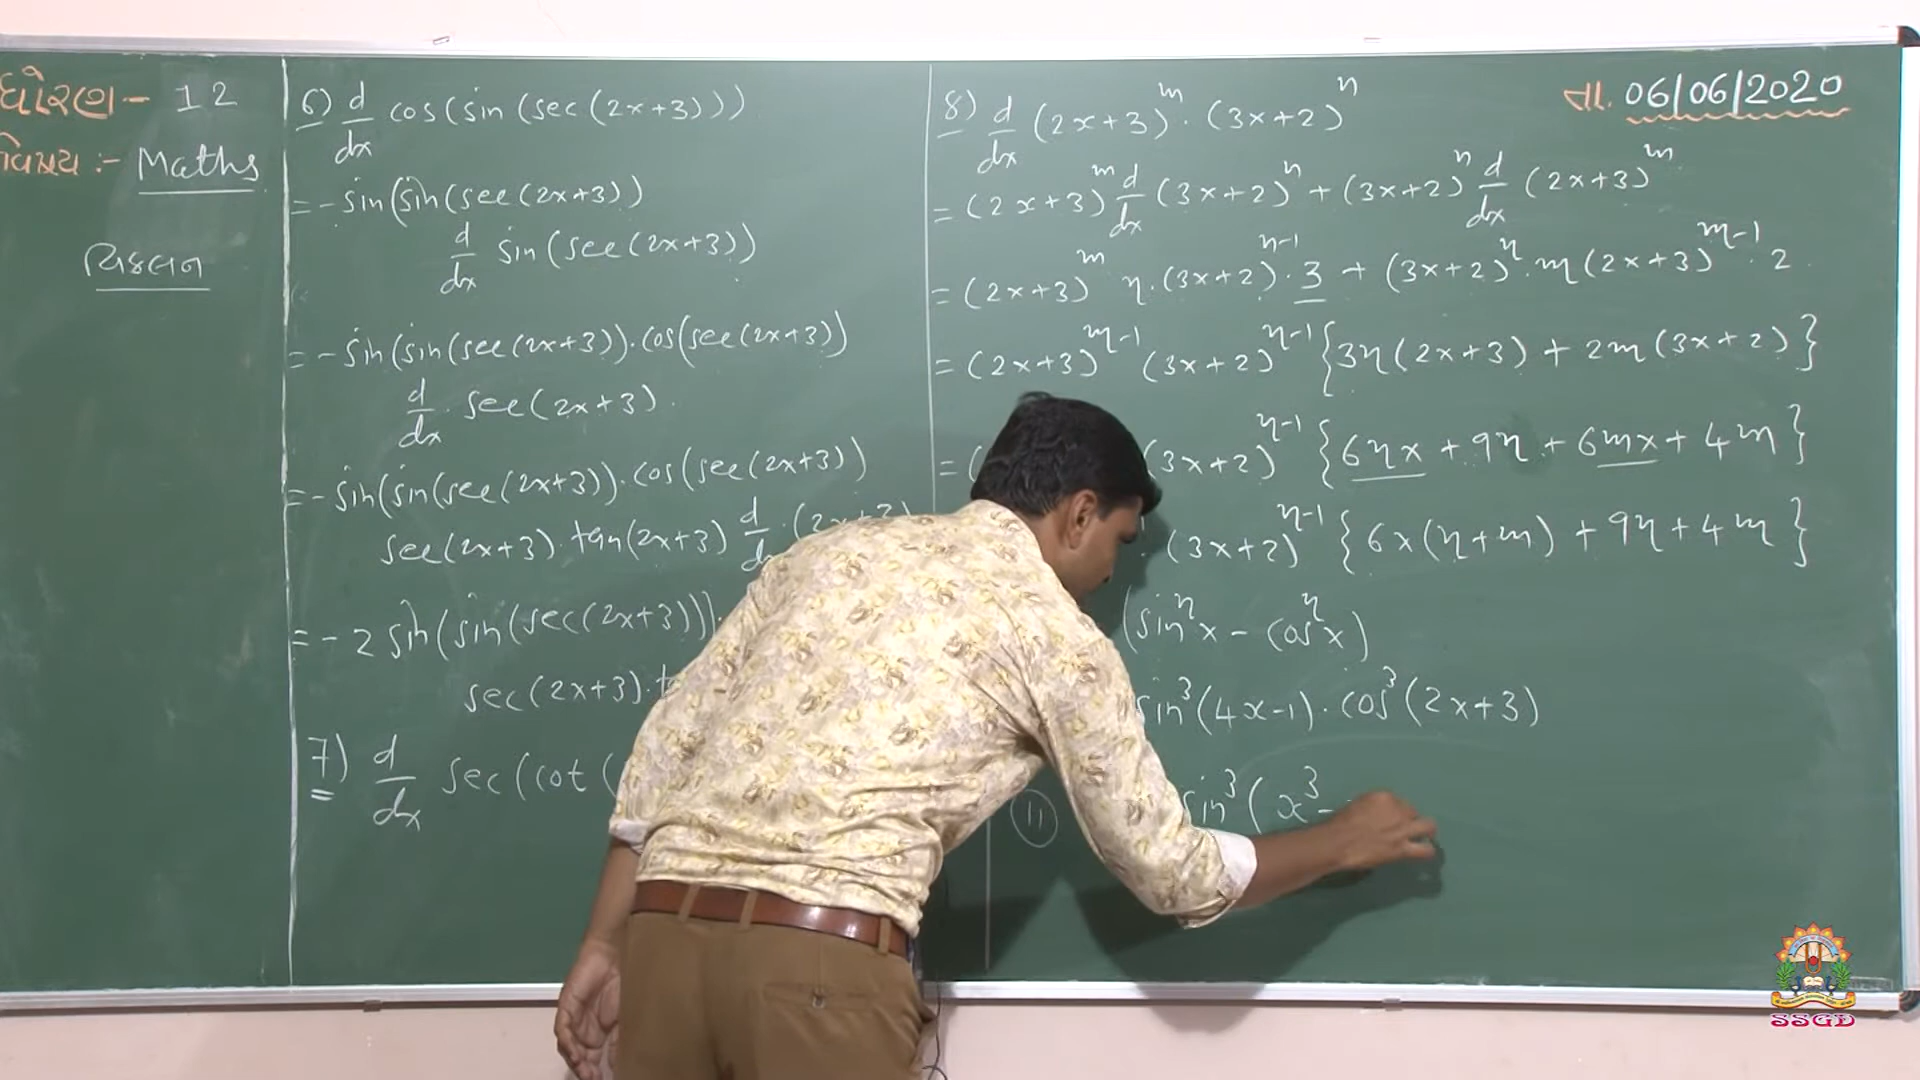 ધોરણ - 12
વિષય :- Maths
વિકલન
6) d/dx cos(sin(sec(2x+3)))
= -sin(sin(sec(2x+3))
d/dx sin(sec(2x+3))
= -sin(sin(sec(2x+3)).cos(sec(2x+3))
d/dx . sec(2x+3).
= -sin(sin(sec(2x+3)).cos(sec(2x+3))
sec(2x+3).tan(2x+3) d/dx.(2x+3)
= -2 sin(sin(sec(2x+3))).
sec(2x+3).
7) d/dx sec(cot(
8) d/dx (2x+3)^m.(3x+2)^n
= (2x+3)^m d/dx (3x+2)^n + (3x+2)^n d/dx (2x+3)^m
= (2x+3)^m n.(3x+2)^n-1.3 + (3x+2)^n.m(2x+3)^m-1.2
= (2x+3)^m-1 (3x+2)^n-1 {3n(2x+3) + 2m(3x+2)}
= ( (3x+2)^n-1 {6nx + 9n + 6mx + 4m}
. (3x+2)^n-1 {6x(n+m) + 9n + 4m}
(sin^n x - cos^n x)
sin³(4x-1).cos³(2x+3)
11 sin³(x³-
તા. 06/06/2020
SSGD